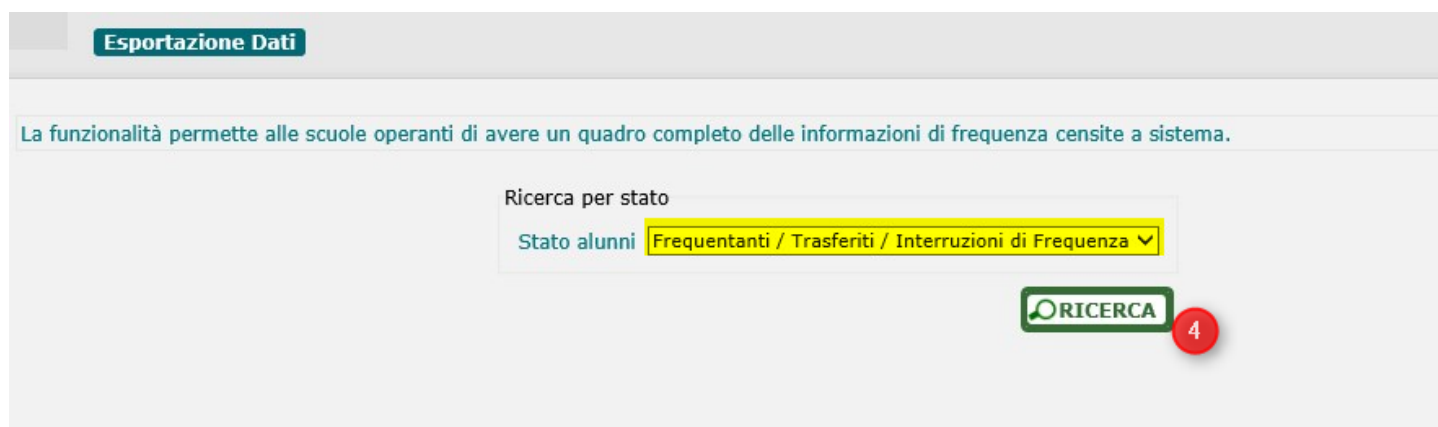 Esportazione Dati
La funzionalità permette alle scuole operanti di avere un quadro completo delle informazioni di frequenza censite a sistema.
Ricerca per stato
Stato alunni Frequentanti / Trasferiti / Interruzioni di Frequenza
RICERCA
4